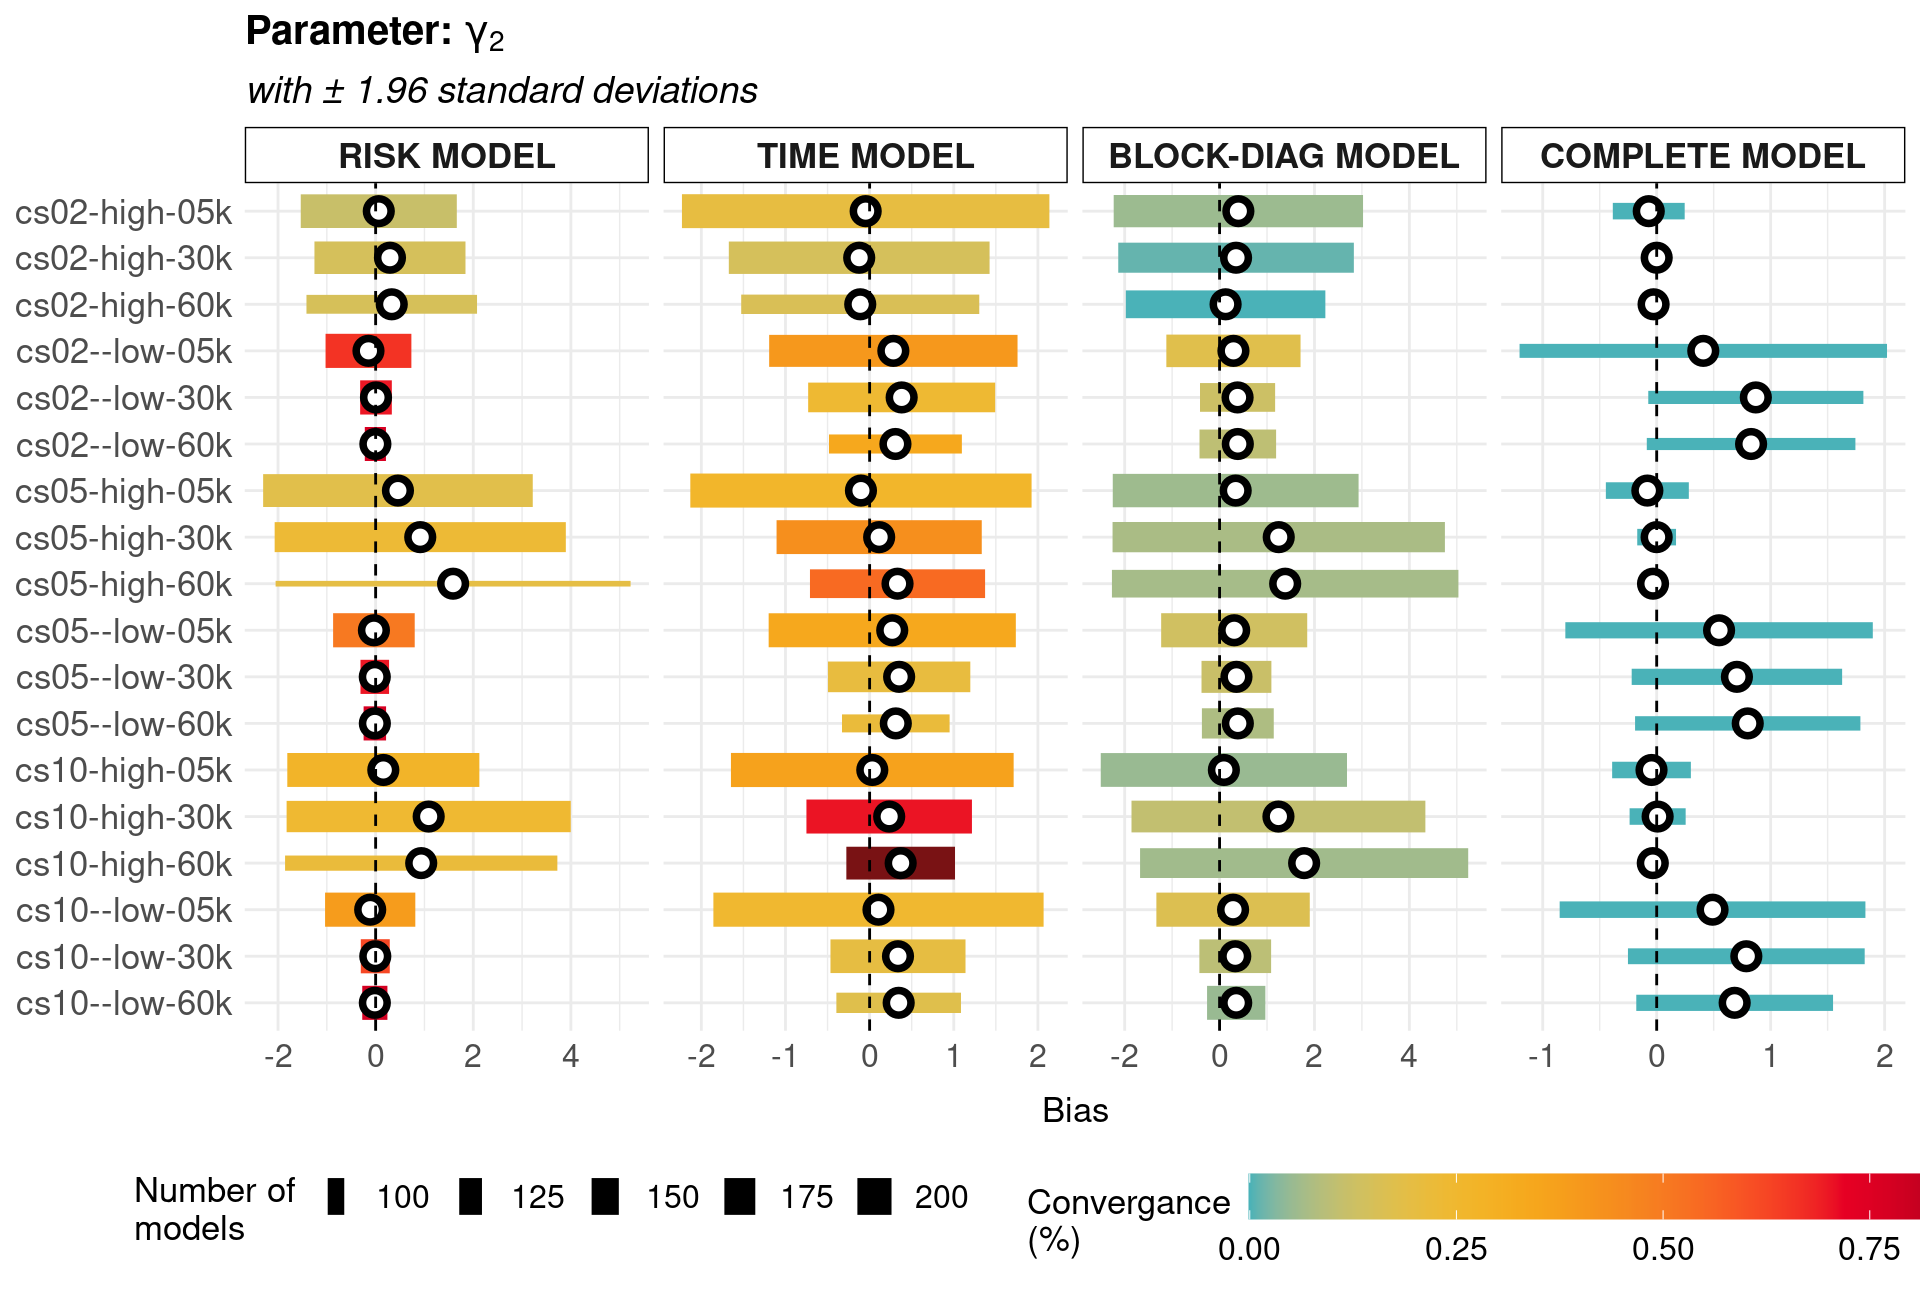 Parameter: γ2
with ± 1.96 standard deviations
RISK MODEL TIME MODEL BLOCK-DIAG MODEL COMPLETE MODEL
cs02-high-05k
cs02-high-30k
cs02-high-60k
cs02--low-05k
cs02--low-30k
cs02--low-60k
cs05-high-05k
cs05-high-30k
cs05-high-60k
cs05--low-05k
cs05--low-30k
cs05--low-60k
cs10-high-05k
cs10-high-30k
cs10-high-60k
cs10--low-05k
cs10--low-30k
cs10--low-60k
-2 0 2 4 -2 -1 0 1 2 -2 0 2 4 -1 0 1 2
Bias
Number of models 100 125 150 175 200
Convergance (%) 0.00 0.25 0.50 0.75